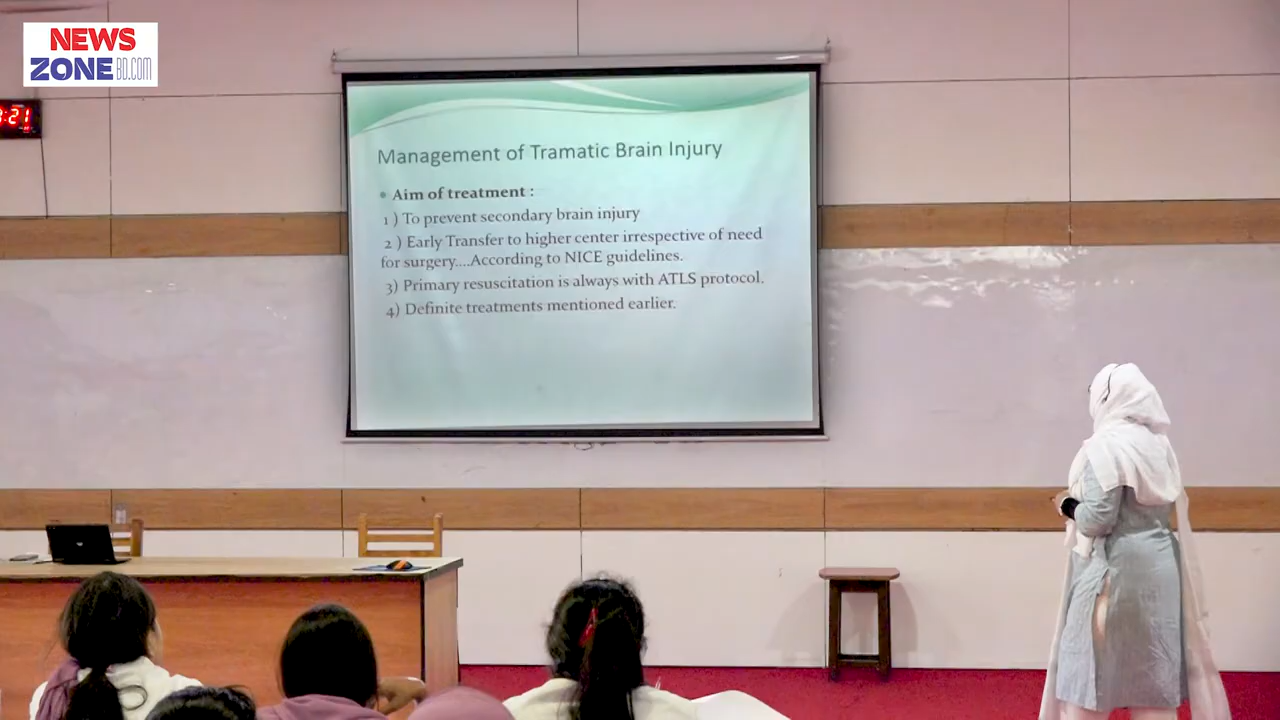 NEWS
ZONEBD.COM
:21
Management of Tramatic Brain Injury
• Aim of treatment :
1 ) To prevent secondary brain injury
2 ) Early Transfer to higher center irrespective of need
for surgery....According to NICE guidelines.
3) Primary resuscitation is always with ATLS protocol.
4) Definite treatments mentioned earlier.